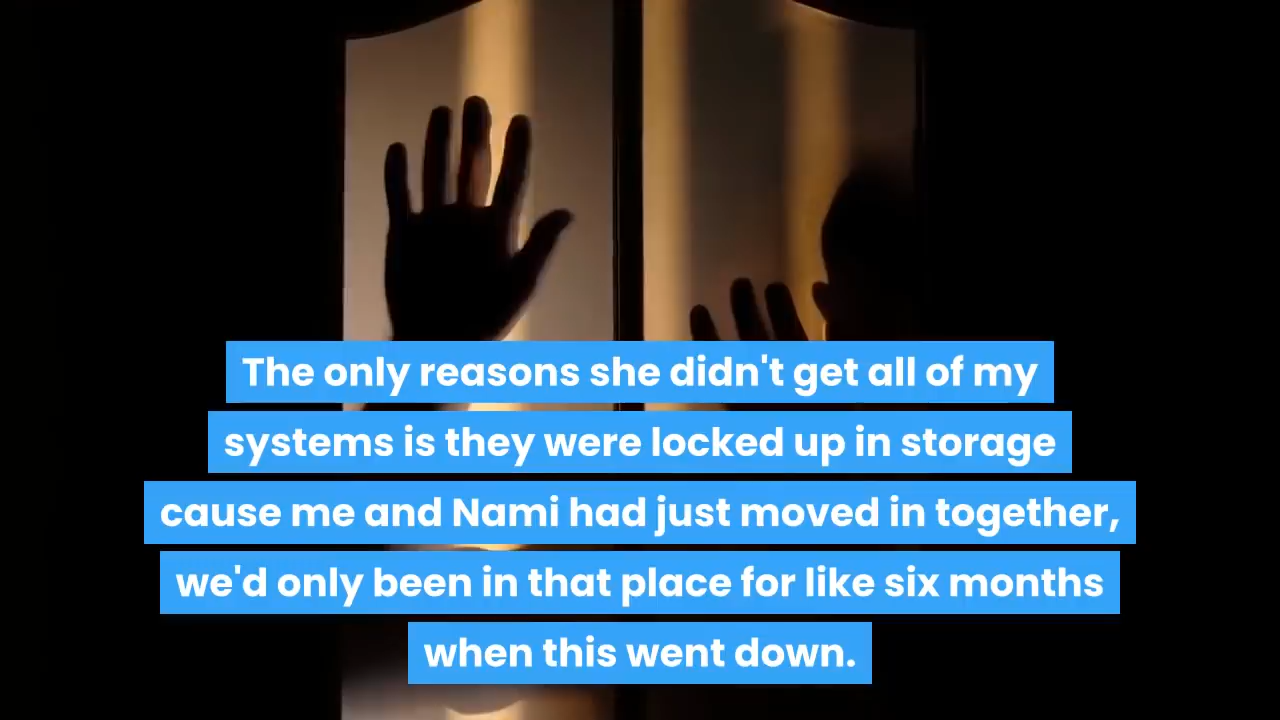 The only reasons she didn't get all of my
systems is they were locked up in storage
cause me and Nami had just moved in together,
we'd only been in that place for like six months
when this went down.